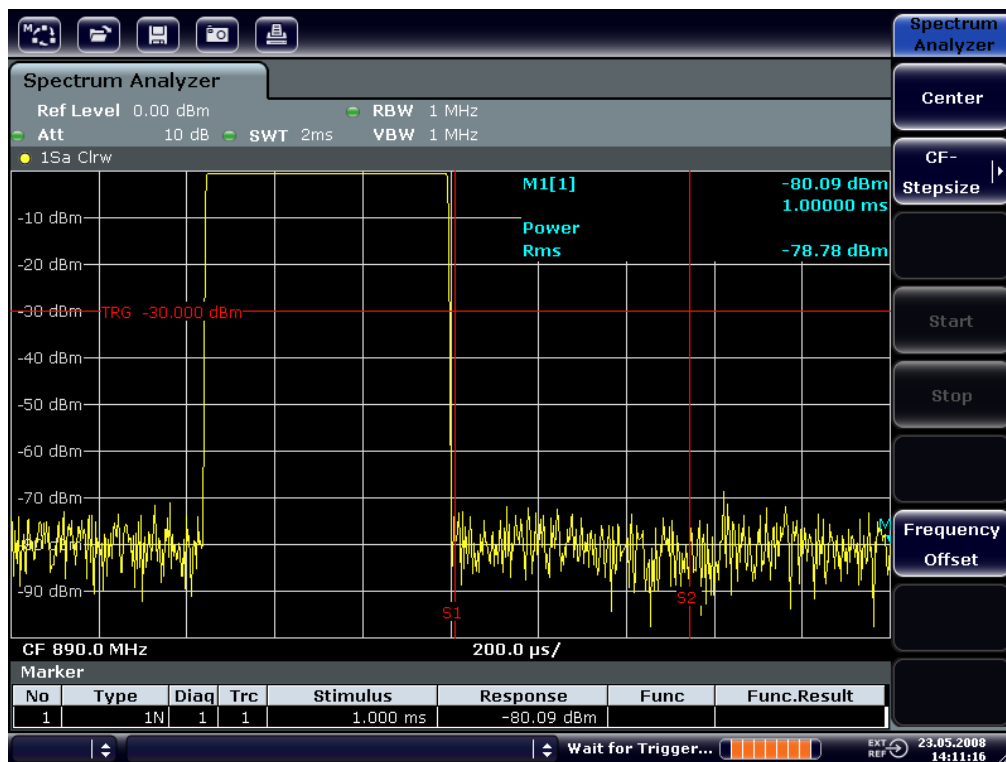 Spectrum Analyzer
Spectrum Analyzer
Ref Level 0.00 dBm RBW 1 MHz
Att 10 dB SWT 2ms VBW 1 MHz
1Sa Clrw
M1[1] -80.09 dBm
1.00000 ms
Power
Rms -78.78 dBm
-10 dBm
-20 dBm
-30 dBm
TRG -30.000 dBm
-40 dBm
-50 dBm
-60 dBm
-70 dBm
-80 dBm
-90 dBm
S1
S2
M
CF 890.0 MHz 200.0 µs/
Marker
No Type Diag Trc Stimulus Response Func Func.Result
1 1N 1 1 1.000 ms -80.09 dBm
Wait for Trigger...
EXT REF
23.05.2008
14:11:16
Center
CF-
Stepsize
Start
Stop
Frequency
Offset